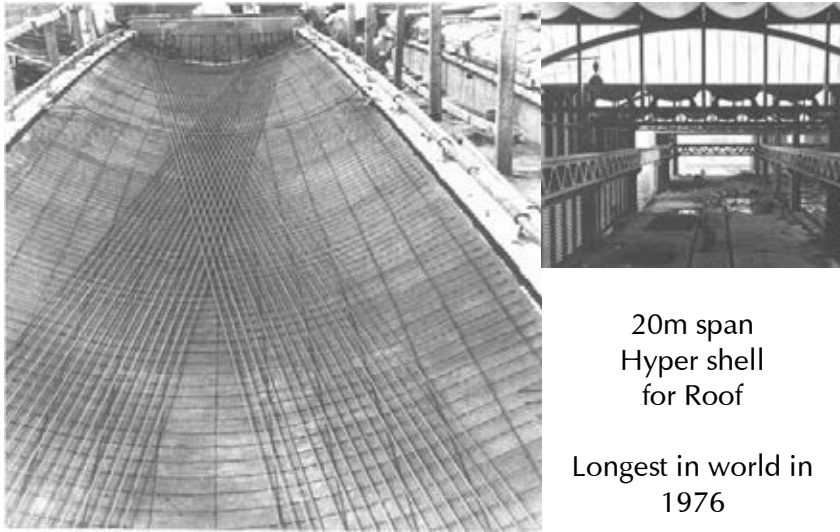 20m span
Hyper shell
for Roof
Longest in world in
1976